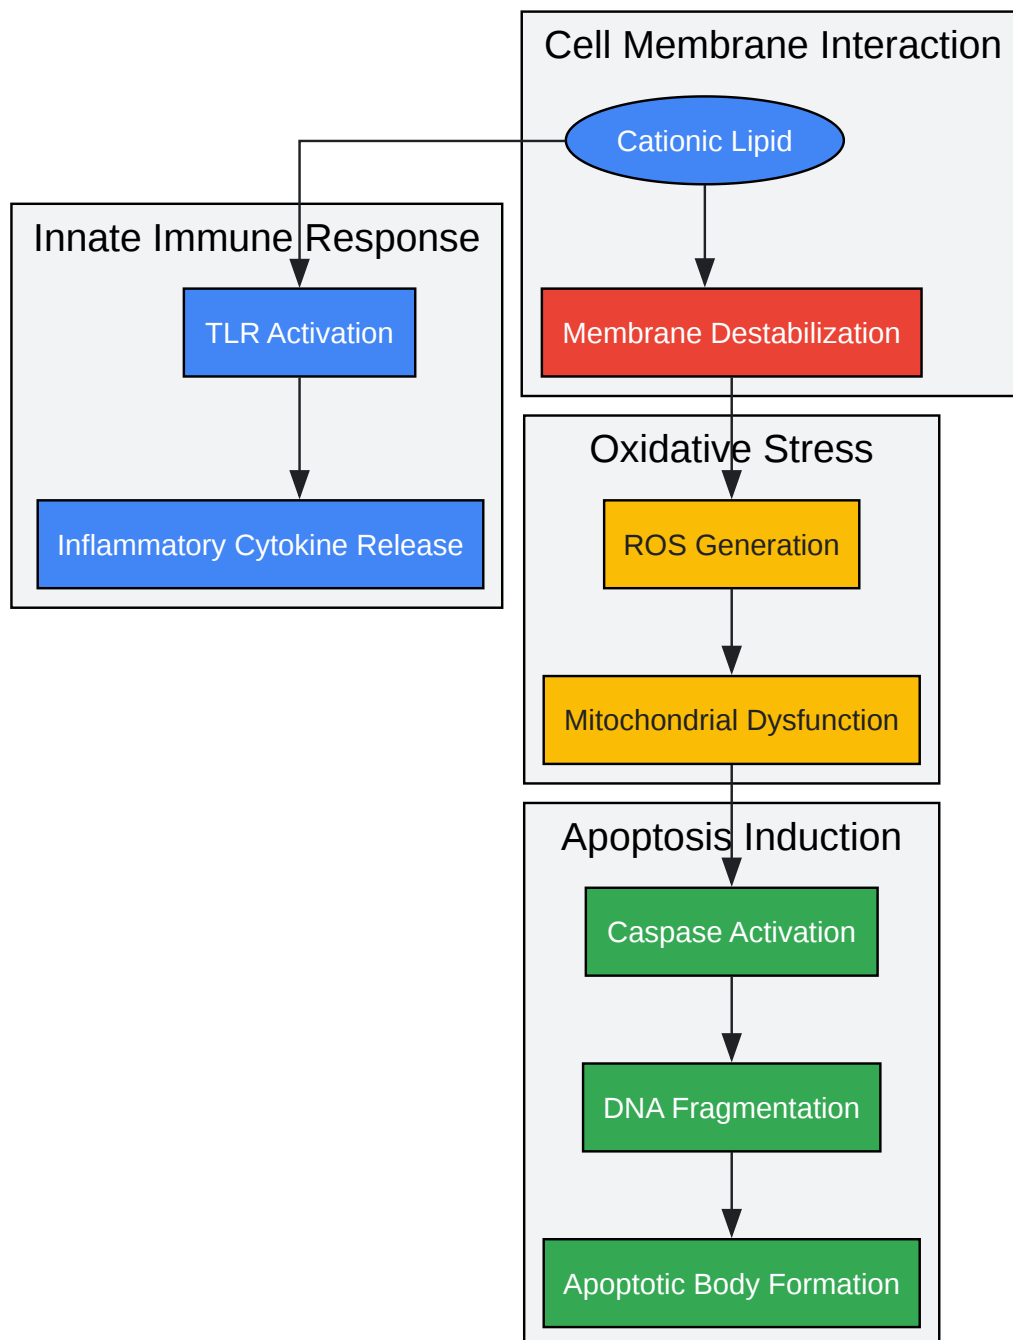 Cell Membrane Interaction
Cationic Lipid
Innate Immune Response
TLR Activation
Membrane Destabilization
Oxidative Stress
Inflammatory Cytokine Release
ROS Generation
Mitochondrial Dysfunction
Apoptosis Induction
Caspase Activation
DNA Fragmentation
Apoptotic Body Formation